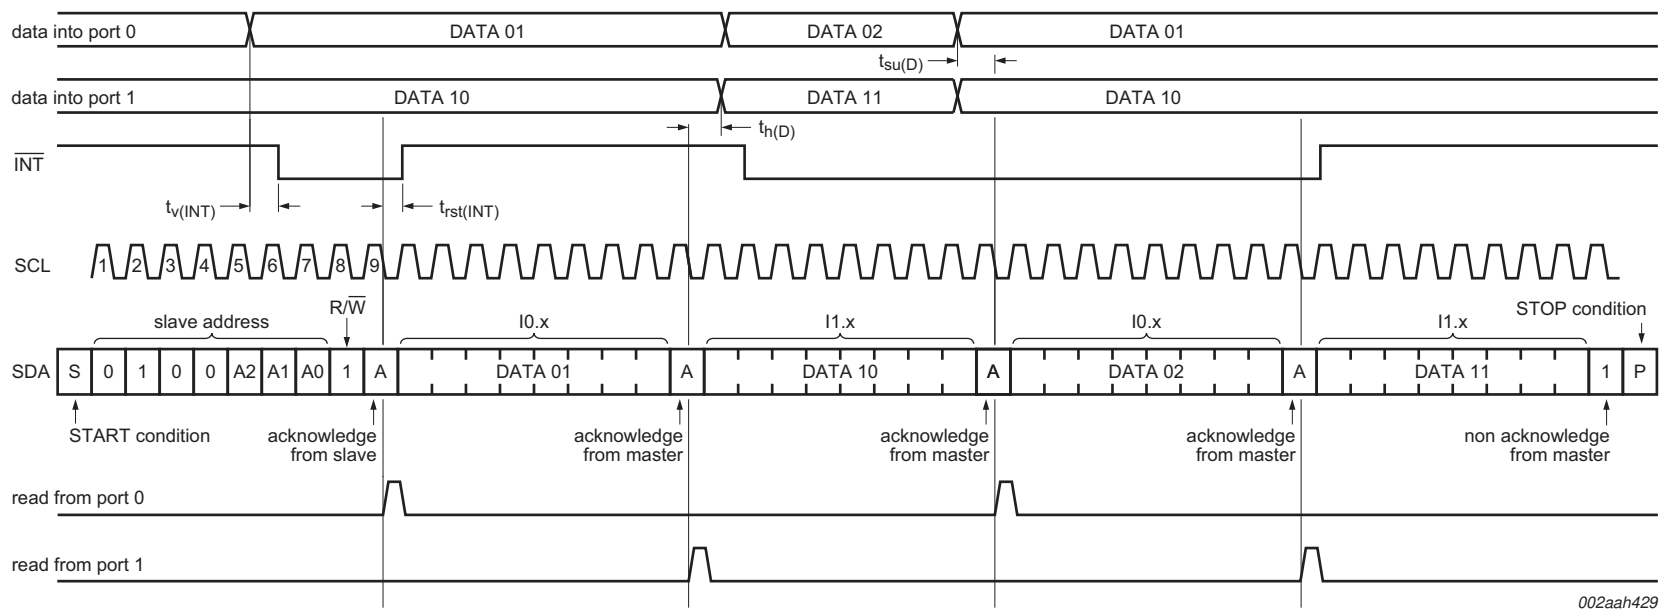 data into port 0 DATA 01 DATA 02 DATA 01
tsu(D)
data into port 1 DATA 10 DATA 11 DATA 10
th(D)
INT
tv(INT) trst(INT)
SCL 1 2 3 4 5 6 7 8 9
R/W STOP condition
slave address I0.x I1.x I0.x I1.x
SDA S 0 1 0 0 A2 A1 A0 1 A DATA 01 A DATA 10 A DATA 02 A DATA 11 1 P
START condition acknowledge acknowledge acknowledge acknowledge non acknowledge
from slave from master from master from master from master
read from port 0
read from port 1
002aah429